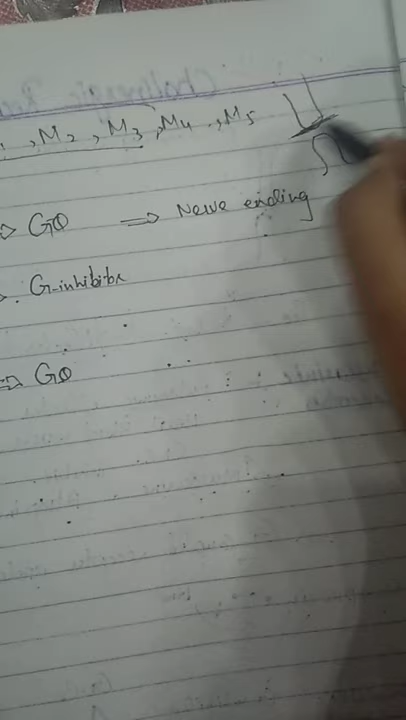 , M2 , M3 , M4 , M5
⇒ GQ ⇒ Nerve ending
G-inhibitor
⇒ GQ